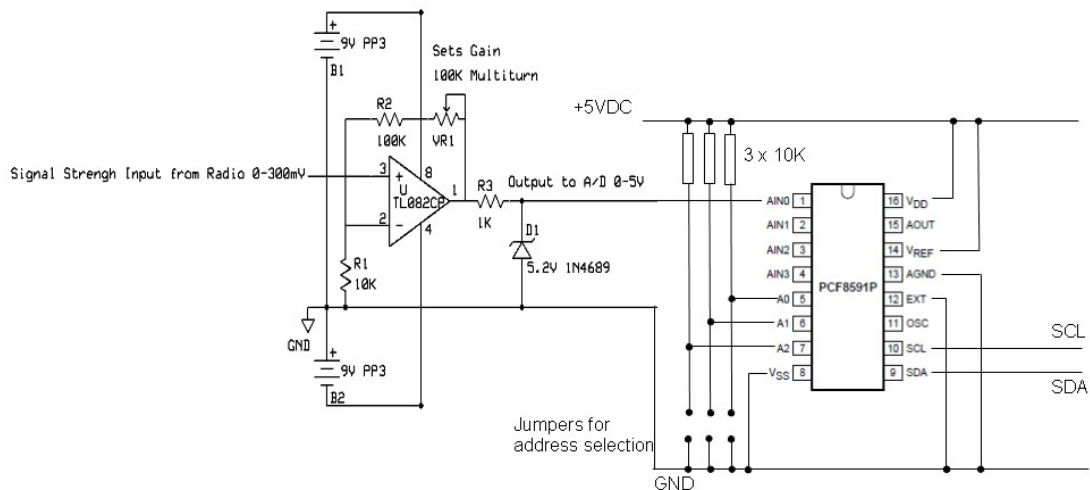 +
9V PP3
B1
Sets Gain
100K Multiturn
R2
100K
VR1
+5VDC
3 x 10K
Signal Strengh Input from Radio 0-300mV
3
+
8
U
TL082CP
1
2
-
4
R3
1K
Output to A/D 0-5V
D1
5.2V 1N4689
R1
10K
GND
+
9V PP3
B2
AIN0 1
AIN1 2
AIN2 3
AIN3 4
A0 5
A1 6
A2 7
VSS 8
PCF8591P
16 VDD
15 AOUT
14 VREF
13 AGND
12 EXT
11 OSC
10 SCL
9 SDA
SCL
SDA
Jumpers for
address selection
GND